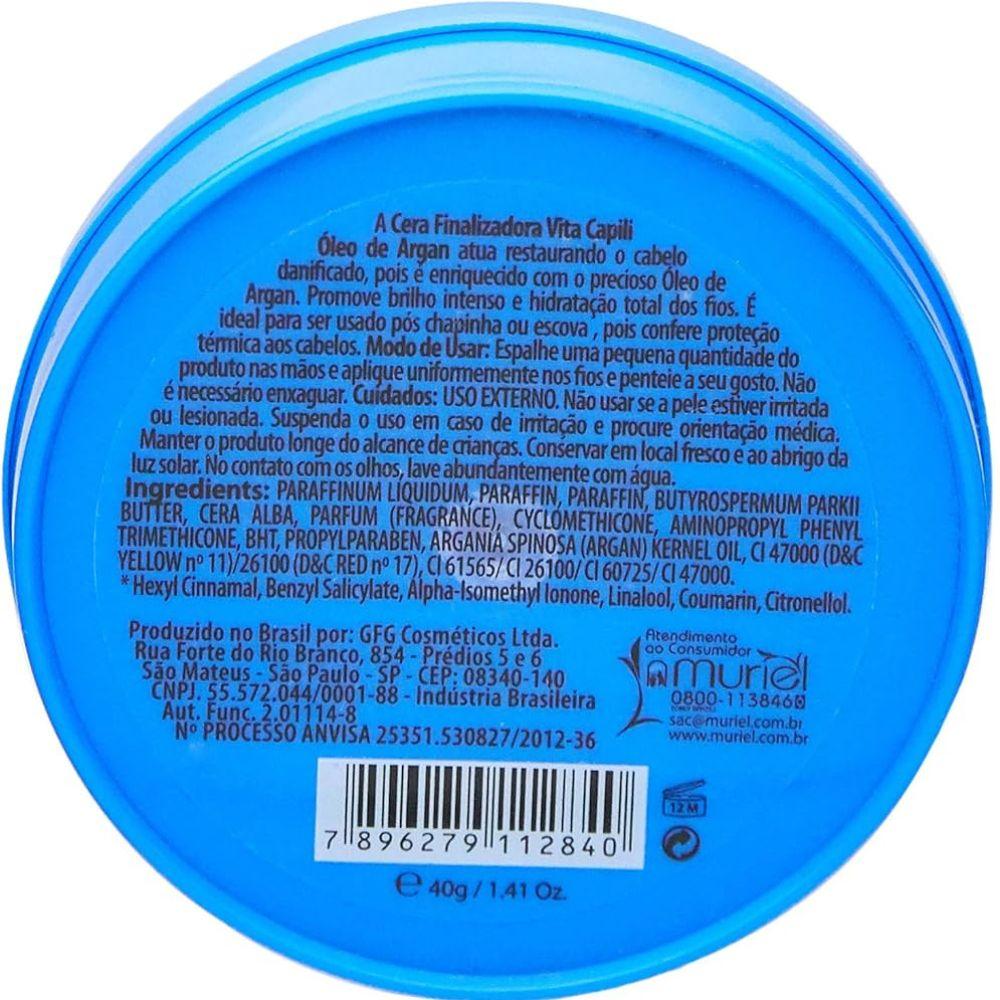 A Cera Finalizadora Vita Capili
Óleo de Argan atua restaurando o cabelo
danificado, pois é enriquecido com o precioso Óleo de
Argan. Promove brilho intenso e hidratação total dos fios. É
ideal para ser usado pós chapinha ou escova , pois confere proteção
térmica aos cabelos. Modo de Usar: Espalhe uma pequena quantidade do
produto nas mãos e aplique uniformemente nos fios e penteie a seu gosto. Não
é necessário enxaguar. Cuidados: USO EXTERNO. Não usar se a pele estiver irritada
ou lesionada. Suspenda o uso em caso de irritação e procure orientação médica.
Manter o produto longe do alcance de crianças. Conservar em local fresco e ao abrigo da
luz solar. No contato com os olhos, lave abundantemente com água.
Ingredients: PARAFFINUM LIQUIDUM, PARAFFIN, PARAFFIN, BUTYROSPERMUM PARKII
BUTTER, CERA ALBA, PARFUM (FRAGRANCE), CYCLOMETHICONE, AMINOPROPYL PHENYL
TRIMETHICONE, BHT, PROPYLPARABEN, ARGANIA SPINOSA (ARGAN) KERNEL OIL, CI 47000 (D&C
YELLOW nº 11)/26100 (D&C RED nº 17), CI 61565/ CI 26100/ CI 60725/ CI 47000.
* Hexyl Cinnamal, Benzyl Salicylate, Alpha-Isomethyl Ionone, Linalool, Coumarin, Citronellol.
Produzido no Brasil por: GFG Cosméticos Ltda.
Rua Forte do Rio Branco, 854 - Prédios 5 e 6
São Mateus - São Paulo - SP - CEP: 08340-140
CNPJ. 55.572.044/0001-88 - Indústria Brasileira
Aut. Func. 2.01114-8
Nº PROCESSO ANVISA 25351.530827/2012-36
Atendimento
ao Consumidor
muriel
0800-113846
sac@muriel.com.br
www.muriel.com.br
12M
7 896279 112840
e 40g / 1.41 Oz.